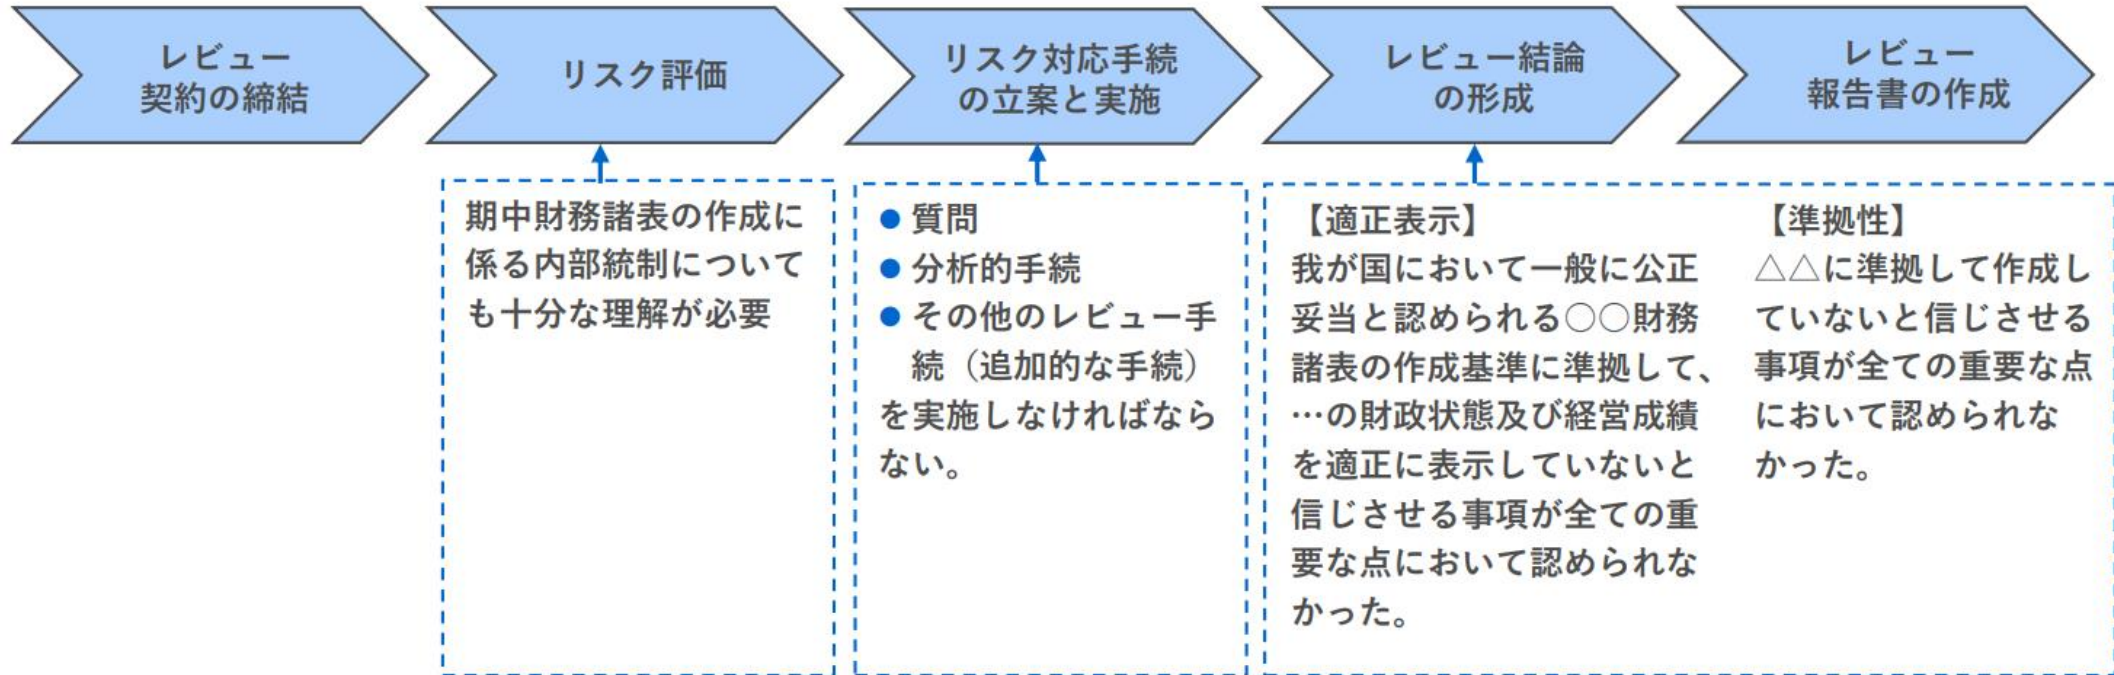 レビュー
契約の締結
リスク評価
リスク対応手続
の立案と実施
レビュー結論
の形成
レビュー
報告書の作成
期中財務諸表の作成に
係る内部統制について
も十分な理解が必要
● 質問
● 分析的手続
● その他のレビュー手
続（追加的な手続）
を実施しなければなら
ない。
【適正表示】
我が国において一般に公正
妥当と認められる○○財務
諸表の作成基準に準拠して、
…の財政状態及び経営成績
を適正に表示していないと
信じさせる事項が全ての重
要な点において認められな
かった。
【準拠性】
△△に準拠して作成し
ていないと信じさせる
事項が全ての重要な点
において認められな
かった。